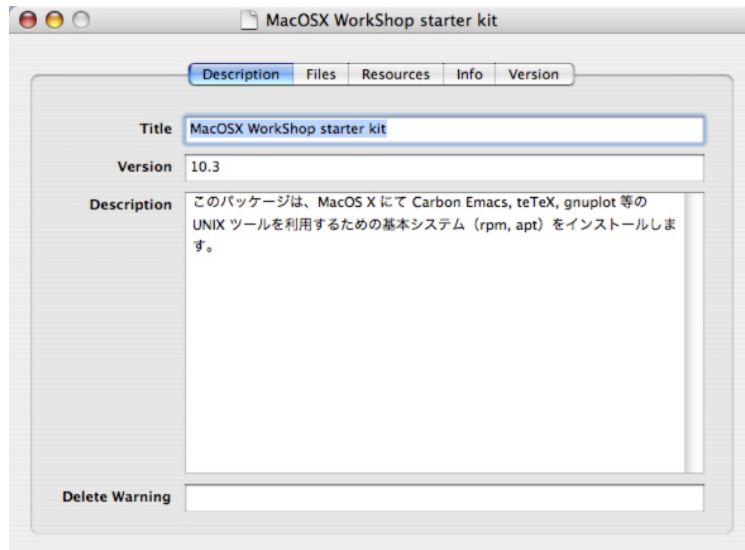 MacOSX WorkShop starter kit
Description Files Resources Info Version
Title MacOSX WorkShop starter kit
Version 10.3
Description このパッケージは、MacOS X にて Carbon Emacs, teTeX, gnuplot 等の
UNIX ツールを利用するための基本システム（rpm, apt）をインストールしま
す。
Delete Warning